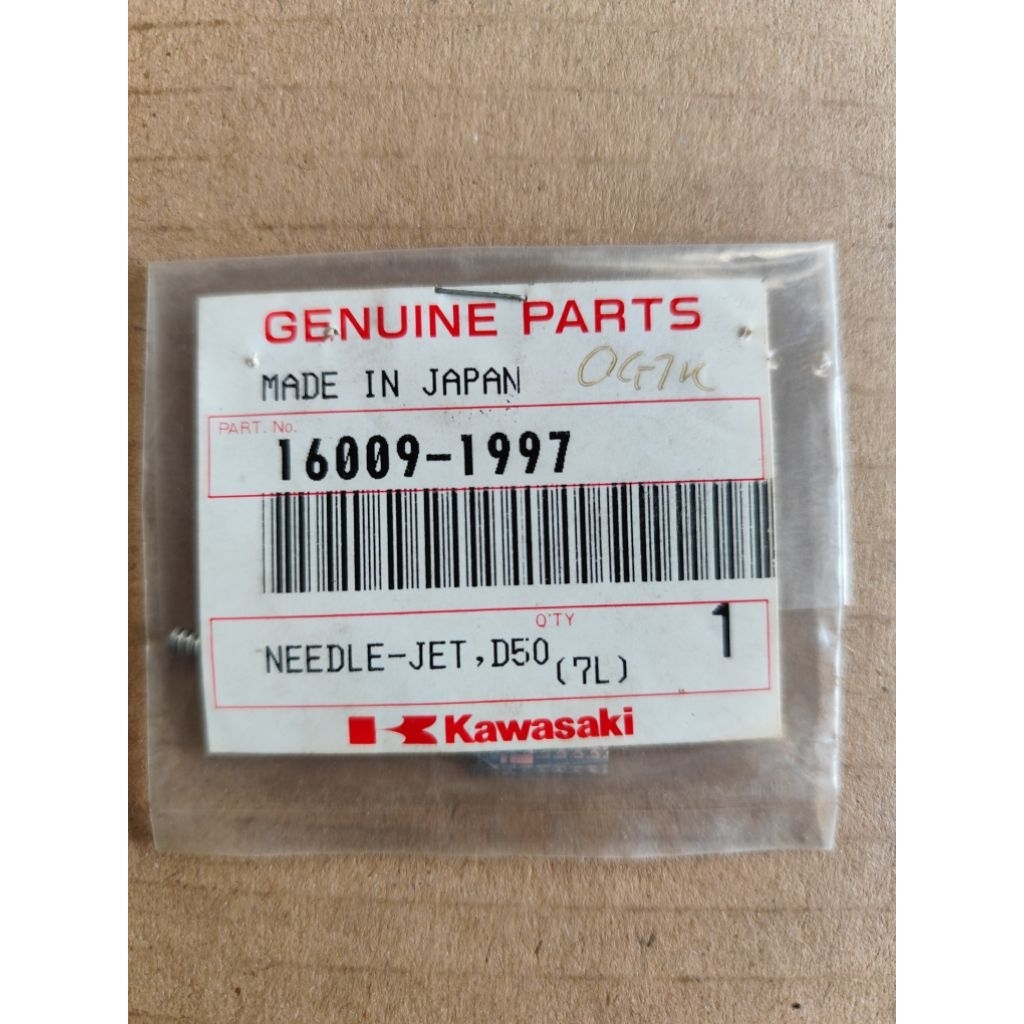 GENUINE PARTS
MADE IN JAPAN
PART. No.
16009-1997
Q'TY
1
NEEDLE-JET,D50
(7L)
Kawasaki